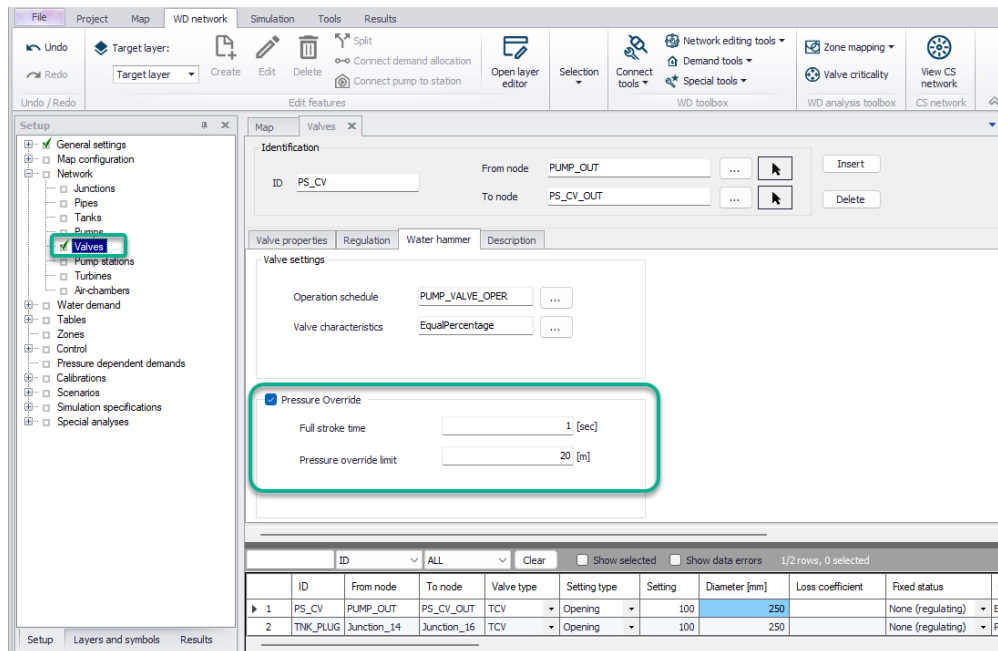 File Project Map WD network Simulation Tools Results
Undo
Redo
Undo / Redo
Target layer:
Target layer
Create
Edit
Delete
Split
Connect demand allocation
Connect pump to station
Edit features
Open layer
editor
Selection
Connect
tools
Network editing tools
Demand tools
Special tools
WD toolbox
Zone mapping
Valve criticality
WD analysis toolbox
View CS
network
CS network
Setup
General settings
Map configuration
Network
Junctions
Pipes
Tanks
Pumps
Valves
Pump stations
Turbines
Air-chambers
Water demand
Tables
Zones
Control
Pressure dependent demands
Calibrations
Scenarios
Simulation specifications
Special analyses
Setup Layers and symbols Results
Map Valves
Identification
ID PS_CV
From node PUMP_OUT ...
To node PS_CV_OUT ...
Insert
Delete
Valve properties Regulation Water hammer Description
Valve settings
Operation schedule PUMP_VALVE_OPER ...
Valve characteristics EqualPercentage ...
Pressure Override
Full stroke time 1 [sec]
Pressure override limit 20 [m]
ID ALL Clear Show selected Show data errors 1/2 rows, 0 selected
ID From node To node Valve type Setting type Setting Diameter [mm] Loss coefficient Fixed status
1 PS_CV PUMP_OUT PS_CV_OUT TCV Opening 100 250 None (regulating)
2 TNK_PLUG Junction_14 Junction_16 TCV Opening 100 250 None (regulating)